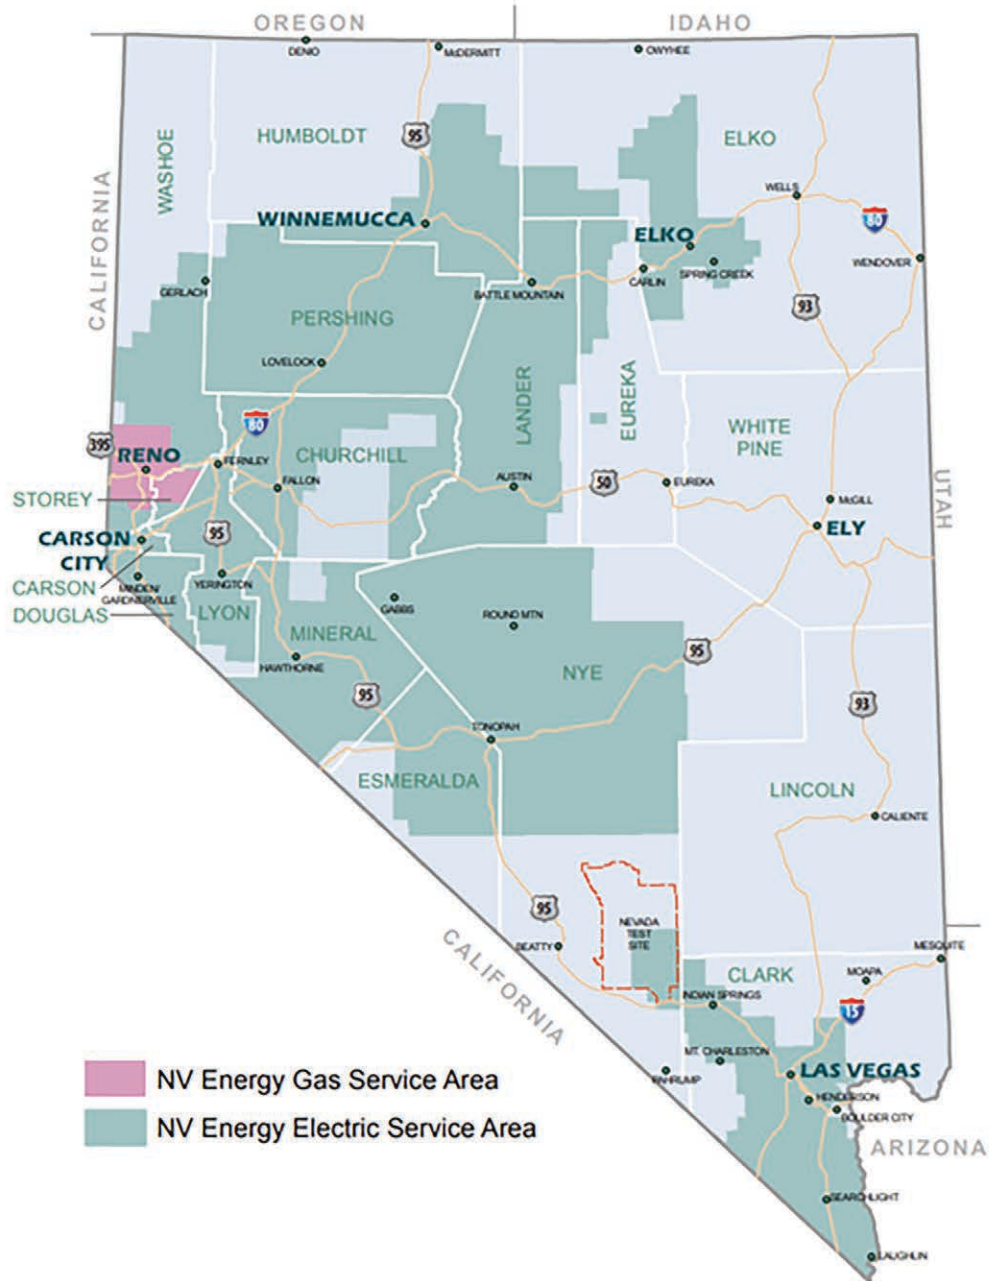 OREGON
IDAHO
DENIO
McDERMITT
OWYHEE
95
HUMBOLDT
ELKO
WASHOE
CALIFORNIA
WELLS
WINNEMUCCA
80
ELKO
WENDOVER
SPRING CREEK
CARLIN
GERLACH
BATTLE MOUNTAIN
93
PERSHING
LOVELOCK
LANDER
EUREKA
80
WHITE
PINE
395
RENO
FERNLEY
CHURCHILL
FALLON
AUSTIN
50
EUREKA
UTAH
STOREY
McGILL
95
ELY
CARSON
CITY
CARSON
MINDEN/
GARDNERVILLE
YERINGTON
DOUGLAS
LYON
GABBS
ROUND MTN
MINERAL
95
HAWTHORNE
NYE
95
93
TONOPAH
ESMERALDA
LINCOLN
CALIENTE
95
NEVADA
TEST
SITE
BEATTY
CALIFORNIA
MESQUITE
CLARK
MOAPA
INDIAN SPRINGS
15
MT. CHARLESTON
LAS VEGAS
PAHRUMP
HENDERSON
BOULDER CITY
ARIZONA
NV Energy Gas Service Area
NV Energy Electric Service Area
SEARCHLIGHT
LAUGHLIN